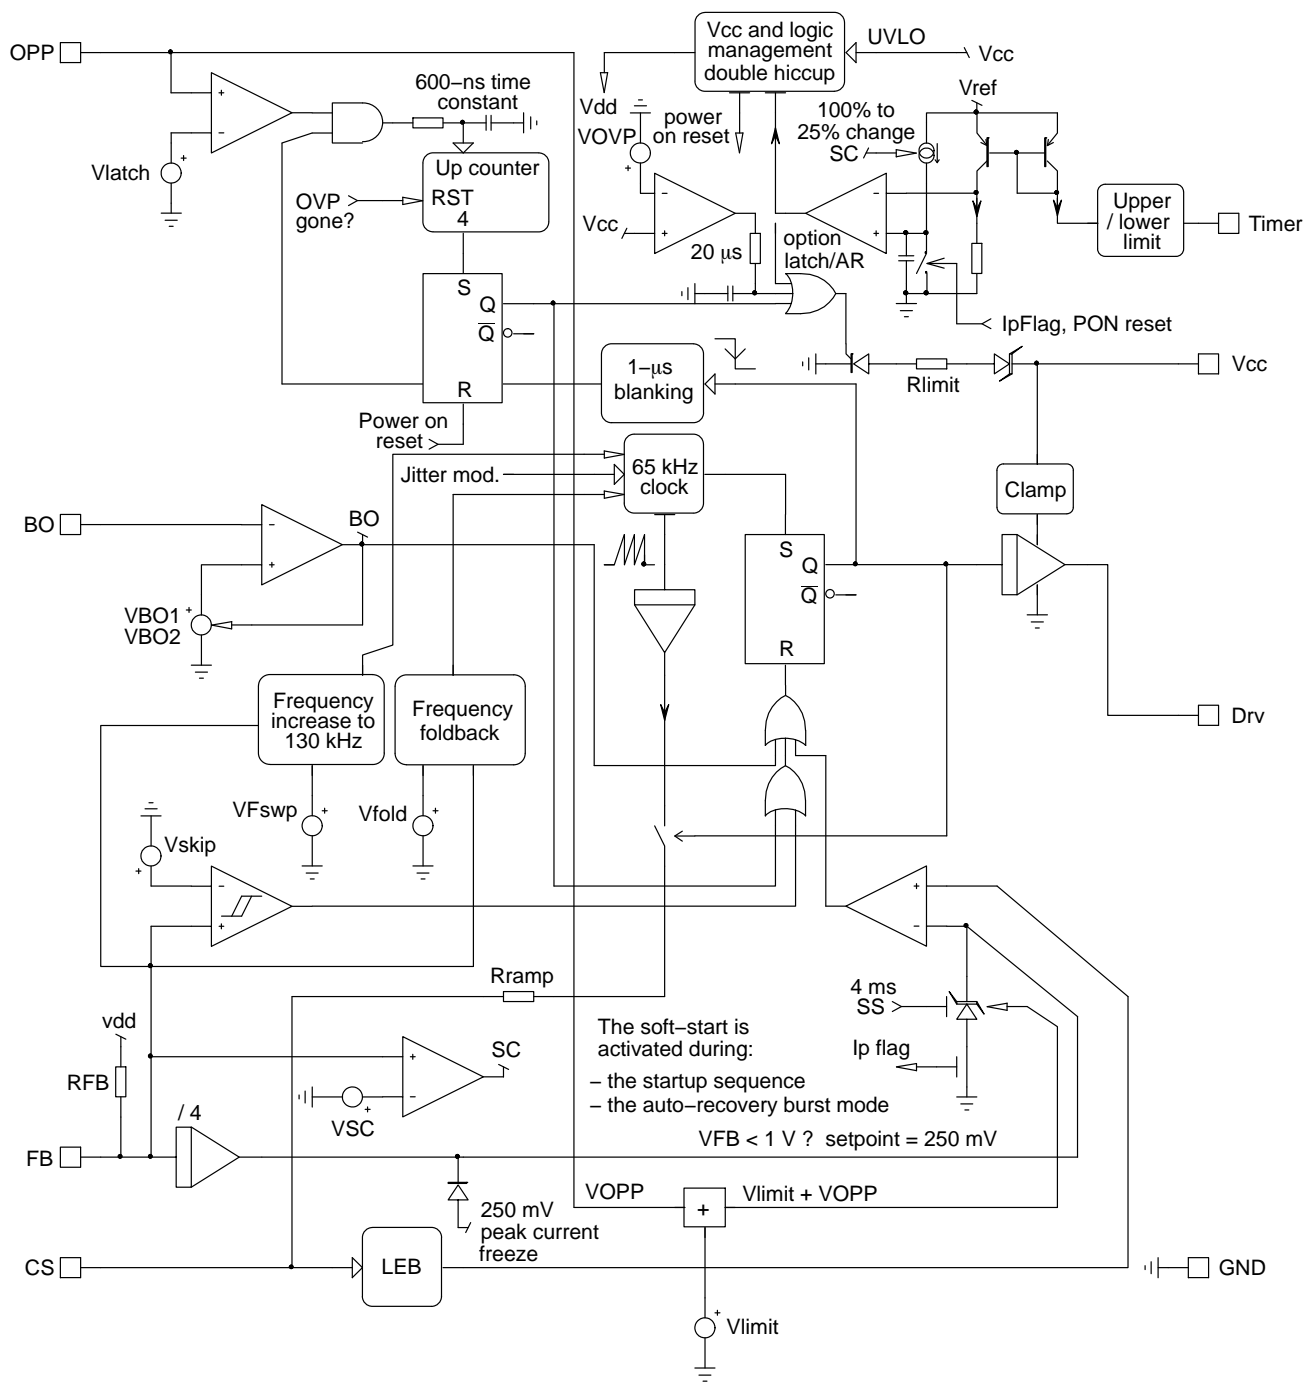 OPP
Vcc and logic
management
double hiccup
UVLO
Vcc
600−ns time
constant
Vdd
VOVP
power
on reset
100% to
25% change
SC
Vref
+
−
Vlatch
+
Up counter
RST
4
OVP
gone?
+
−
Vcc
+
20 μs
option
latch/AR
−
+
Upper
/ lower
limit
Timer
S
Q
Q
R
IpFlag, PON reset
1−μs
blanking
Rlimit
Vcc
Power on
reset
Jitter mod.
65 kHz
clock
Clamp
BO
−
+
BO
S
Q
Q
R
VBO1
VBO2
+
Frequency
increase to
130 kHz
Frequency
foldback
Drv
VFswp
+
Vfold
+
Vskip
+
−
+
+
−
Rramp
4 ms
SS
vdd
RFB
The soft−start is
activated during:
− the startup sequence
− the auto−recovery burst mode
Ip flag
+
−
SC
VSC
+
/ 4
VFB < 1 V ? setpoint = 250 mV
FB
VOPP
+
Vlimit + VOPP
250 mV
peak current
freeze
CS
LEB
GND
+
Vlimit